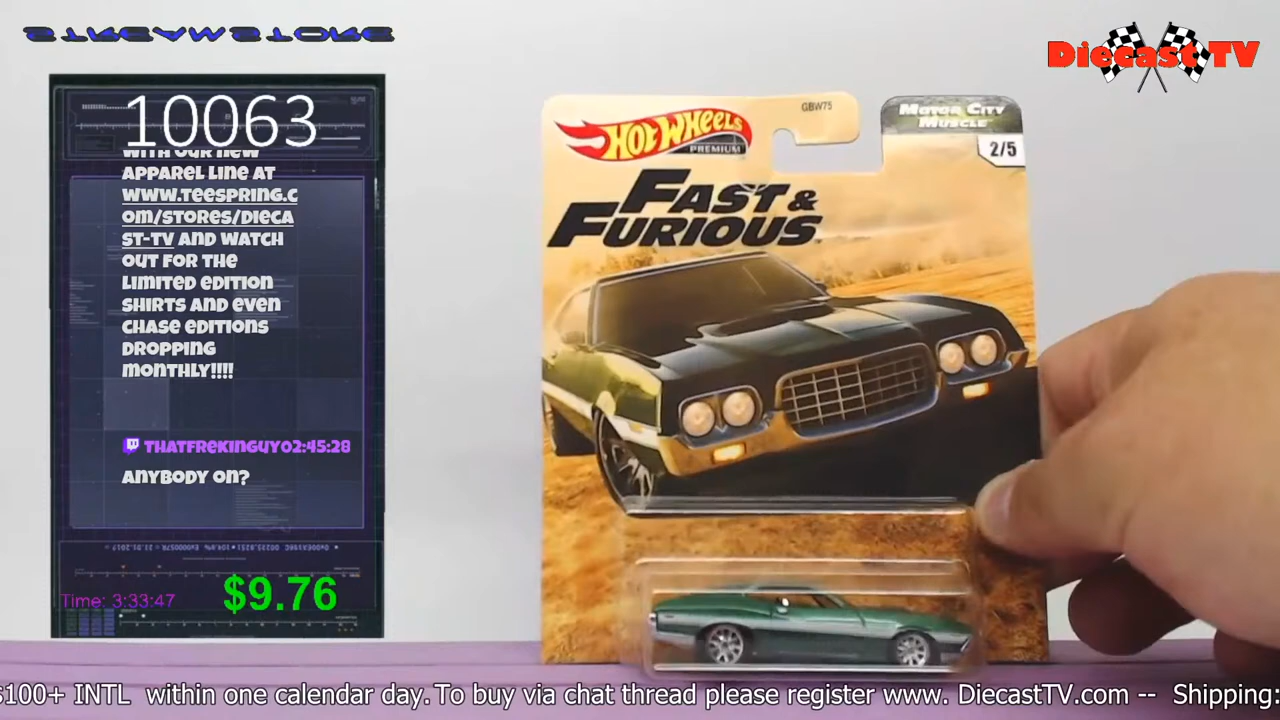 Diecast TV
10063
with our new
apparel line at
www.teespring.c
om/stores/dieca
st-tv and watch
out for the
limited edition
shirts and even
chase editions
dropping
monthly!!!!
thatfrekinguy02:45:28
anybody on?
Time: 3:33:47
$9.76
GBW75
HOT WHEELS
PREMIUM
MOTOR CITY
MUSCLE
2/5
FAST &
FURIOUS
$100+ INTL within one calendar day. To buy via chat thread please register www. DiecastTV.com -- Shipping: